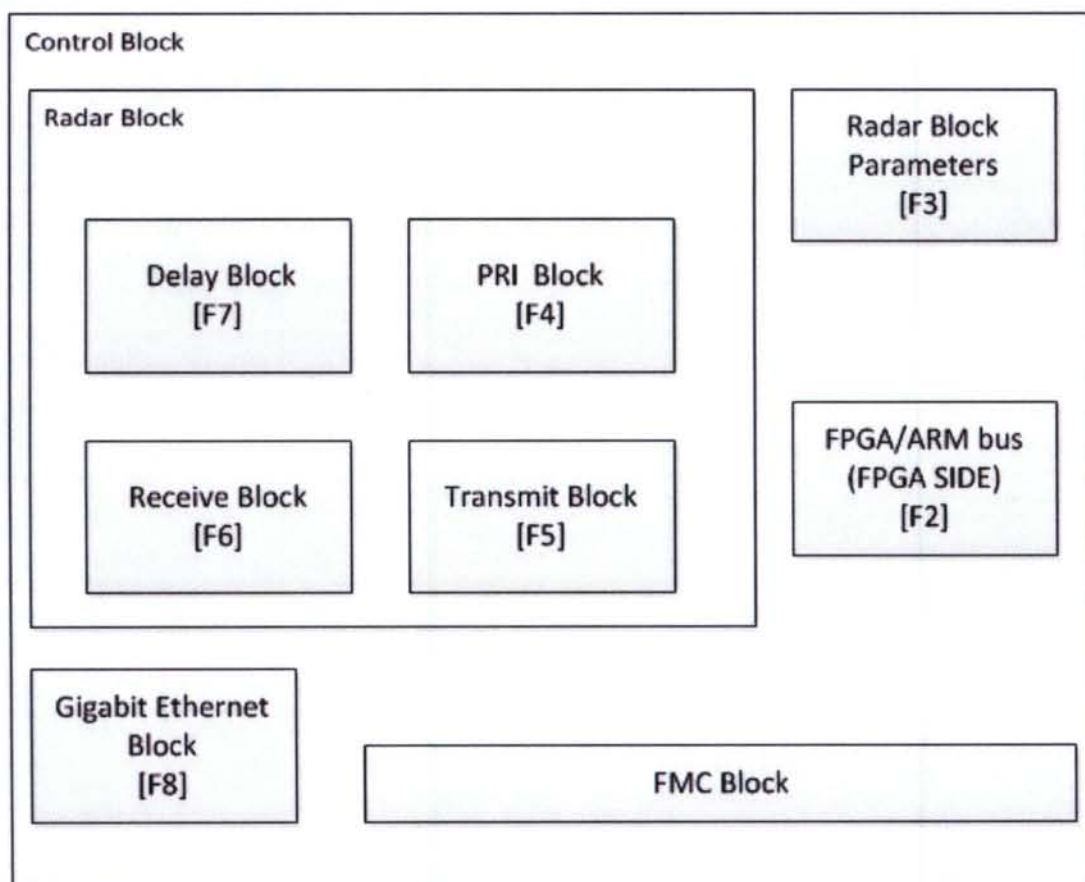 Control Block
Radar Block
Radar Block
Parameters
[F3]
Delay Block
[F7]
PRI Block
[F4]
FPGA/ARM bus
(FPGA SIDE)
[F2]
Receive Block
[F6]
Transmit Block
[F5]
Gigabit Ethernet
Block
[F8]
FMC Block